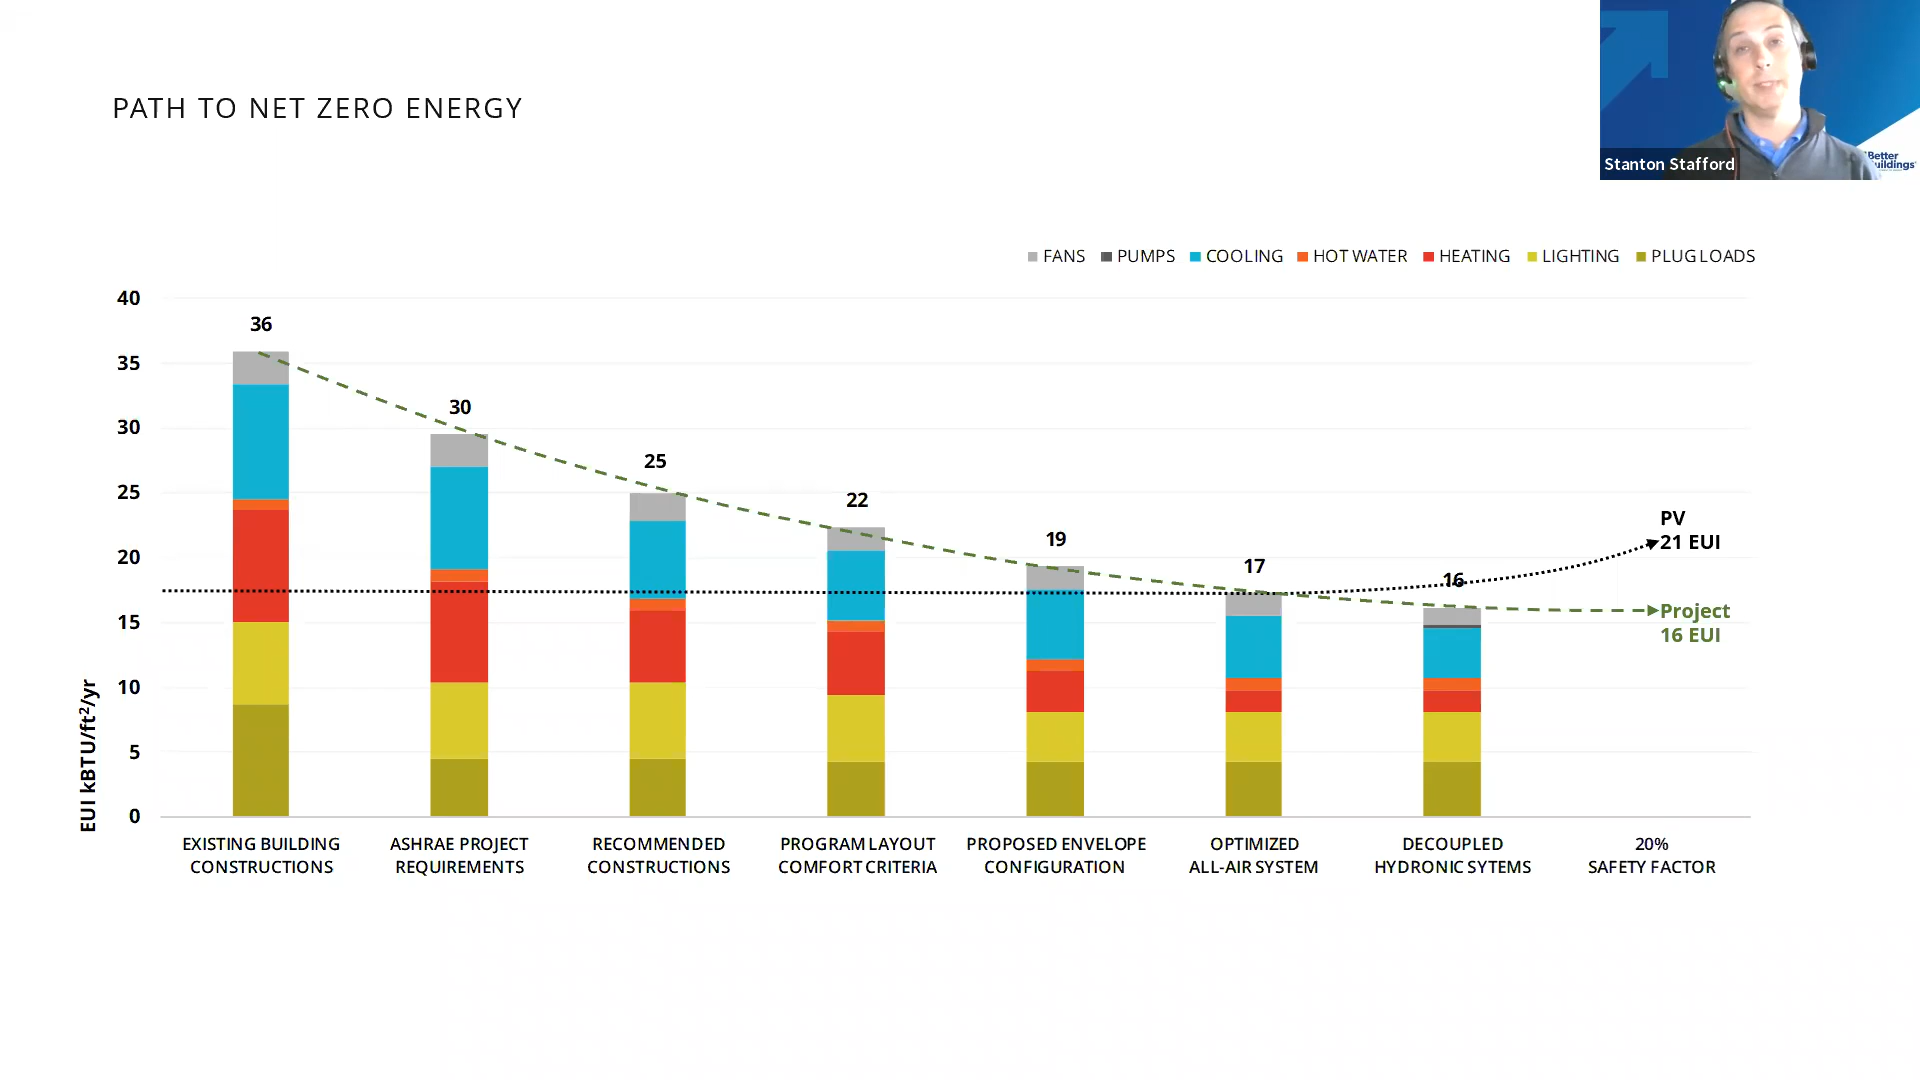 PATH TO NET ZERO ENERGY
Stanton Stafford
Better
uildings
FANS PUMPS COOLING HOT WATER HEATING LIGHTING PLUG LOADS
40
35
30
25
20
15
10
5
0
EUI kBTU/ft²/yr
36
30
25
22
19
17
16
PV
21 EUI
Project
16 EUI
EXISTING BUILDING
CONSTRUCTIONS
ASHRAE PROJECT
REQUIREMENTS
RECOMMENDED
CONSTRUCTIONS
PROGRAM LAYOUT
COMFORT CRITERIA
PROPOSED ENVELOPE
CONFIGURATION
OPTIMIZED
ALL-AIR SYSTEM
DECOUPLED
HYDRONIC SYTEMS
20%
SAFETY FACTOR